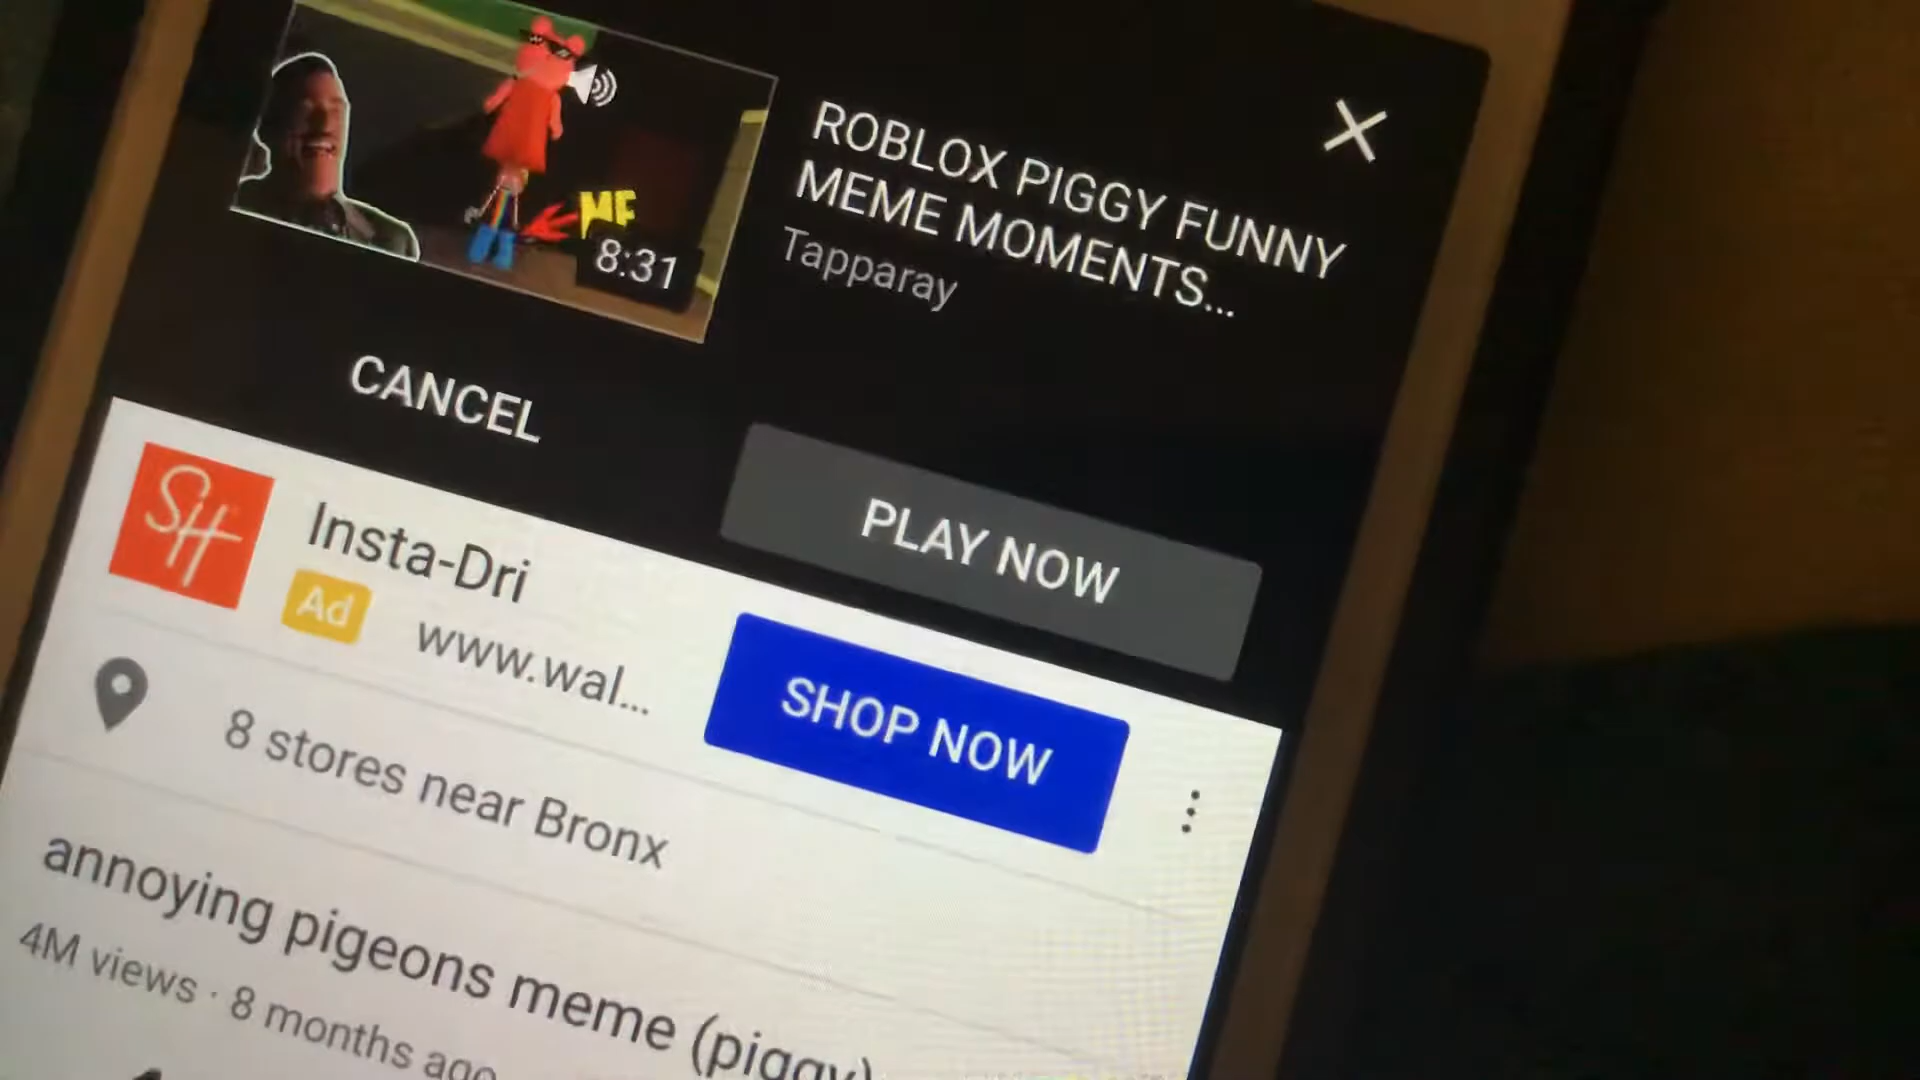 ME
8:31
ROBLOX PIGGY FUNNY
MEME MOMENTS...
Tapparay
CANCEL
PLAY NOW
SH
Insta-Dri
Ad
www.wal...
SHOP NOW
8 stores near Bronx
annoying pigeons meme (piggy)
4M views · 8 months ago